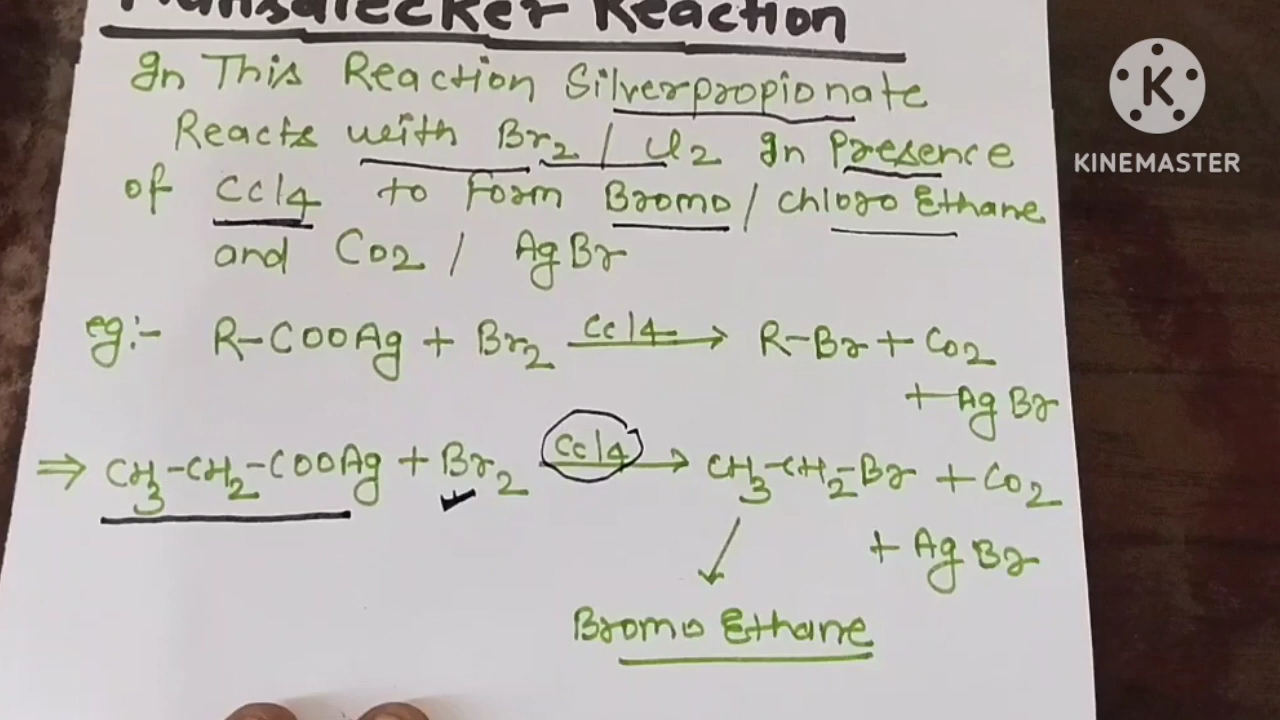 Hunsdiecker Reaction
In This Reaction Silverpropionate
Reacts with Br2 / Cl2 In Presence
of CCl4 to Form Bromo / chloro Ethane
and CO2 / AgBr
eg:- R-COOAg + Br2 CCl4→ R-Br + CO2
+ AgBr
⇒ CH3-CH2-COOAg + Br2 CCl4→ CH3-CH2-Br + CO2
+ AgBr
Bromo Ethane
K
KINEMASTER